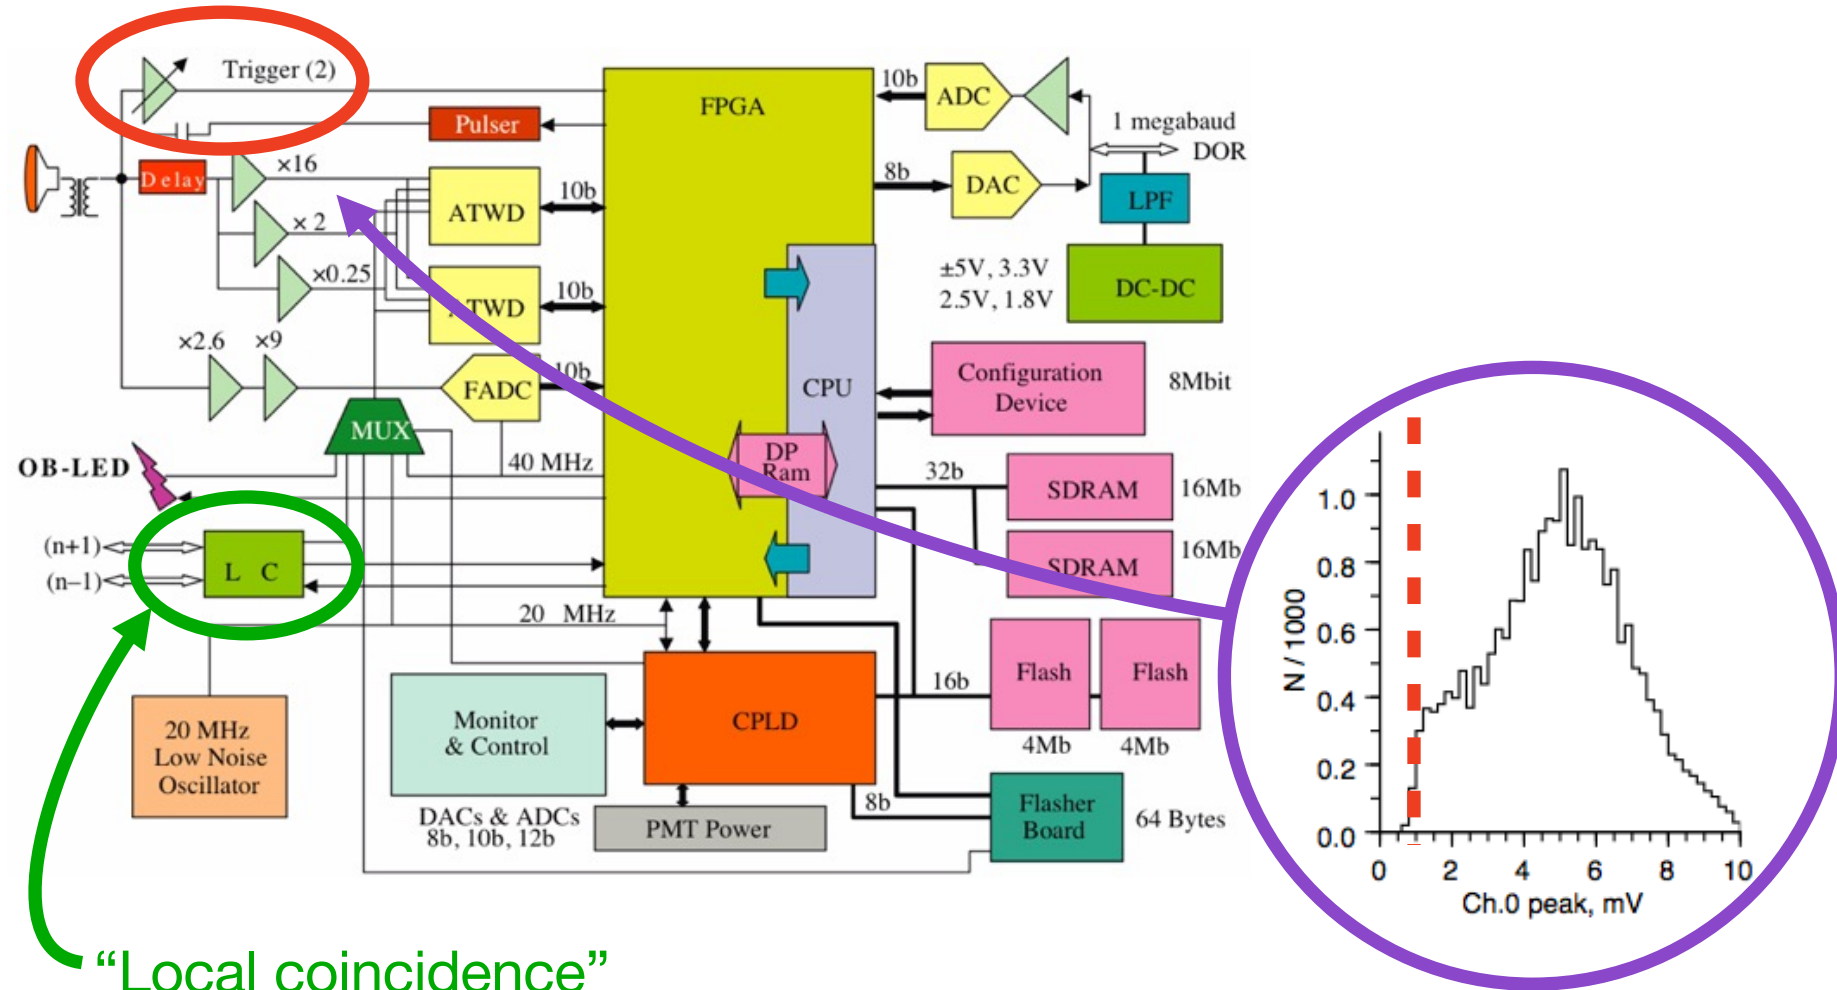 Trigger (2)
FPGA
10b
ADC
1 megabaud
DOR
Pulser
×16
Delay
ATWD
10b
8b
DAC
LPF
× 2
×0.25
ATWD
10b
±5V, 3.3V
2.5V, 1.8V
DC-DC
×2.6
×9
FADC
10b
CPU
Configuration
Device
8Mbit
MUX
OB-LED
40 MHz
DP
Ram
32b
SDRAM
16Mb
SDRAM
16Mb
(n+1)
(n–1)
L C
20 MHz
20 MHz
Low Noise
Oscillator
Monitor
& Control
CPLD
16b
Flash
Flash
4Mb
4Mb
DACs & ADCs
8b, 10b, 12b
PMT Power
8b
Flasher
Board
64 Bytes
N / 1000
1.0
0.8
0.6
0.4
0.2
0.0
0 2 4 6 8 10
Ch.0 peak, mV
“Local coincidence”